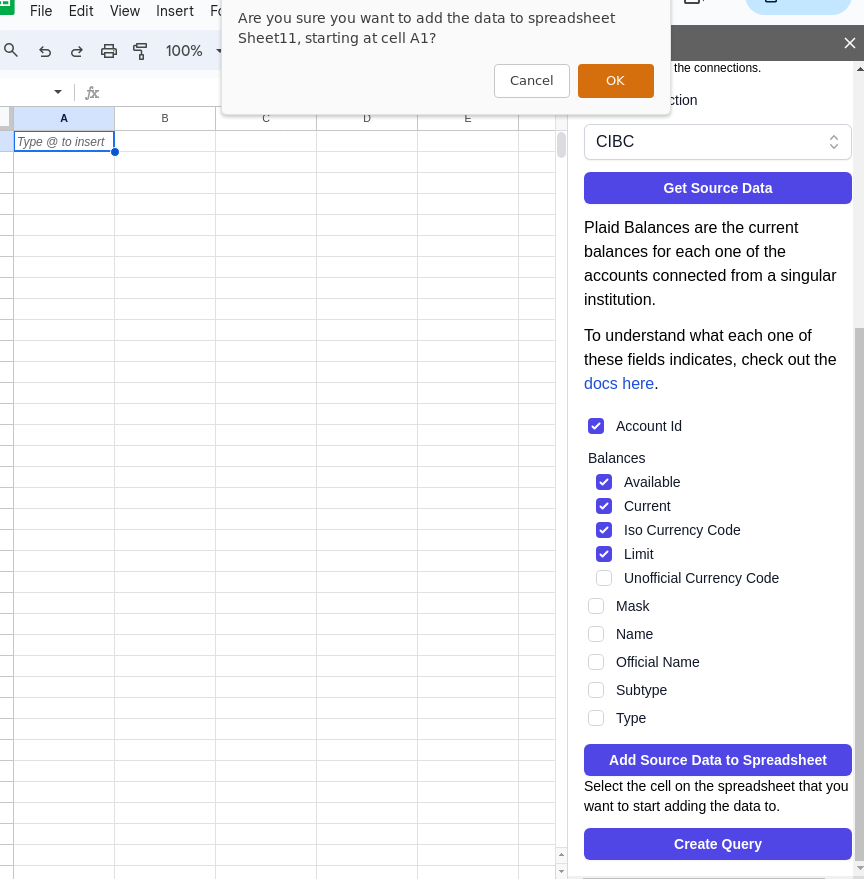 File Edit View Insert
Are you sure you want to add the data to spreadsheet
Sheet11, starting at cell A1?
Cancel OK
100%
fx
A B C D E
Type @ to insert
the connections.
CIBC
Get Source Data
Plaid Balances are the current
balances for each one of the
accounts connected from a singular
institution.
To understand what each one of
these fields indicates, check out the
docs here.
Account Id
Balances
Available
Current
Iso Currency Code
Limit
Unofficial Currency Code
Mask
Name
Official Name
Subtype
Type
Add Source Data to Spreadsheet
Select the cell on the spreadsheet that you
want to start adding the data to.
Create Query